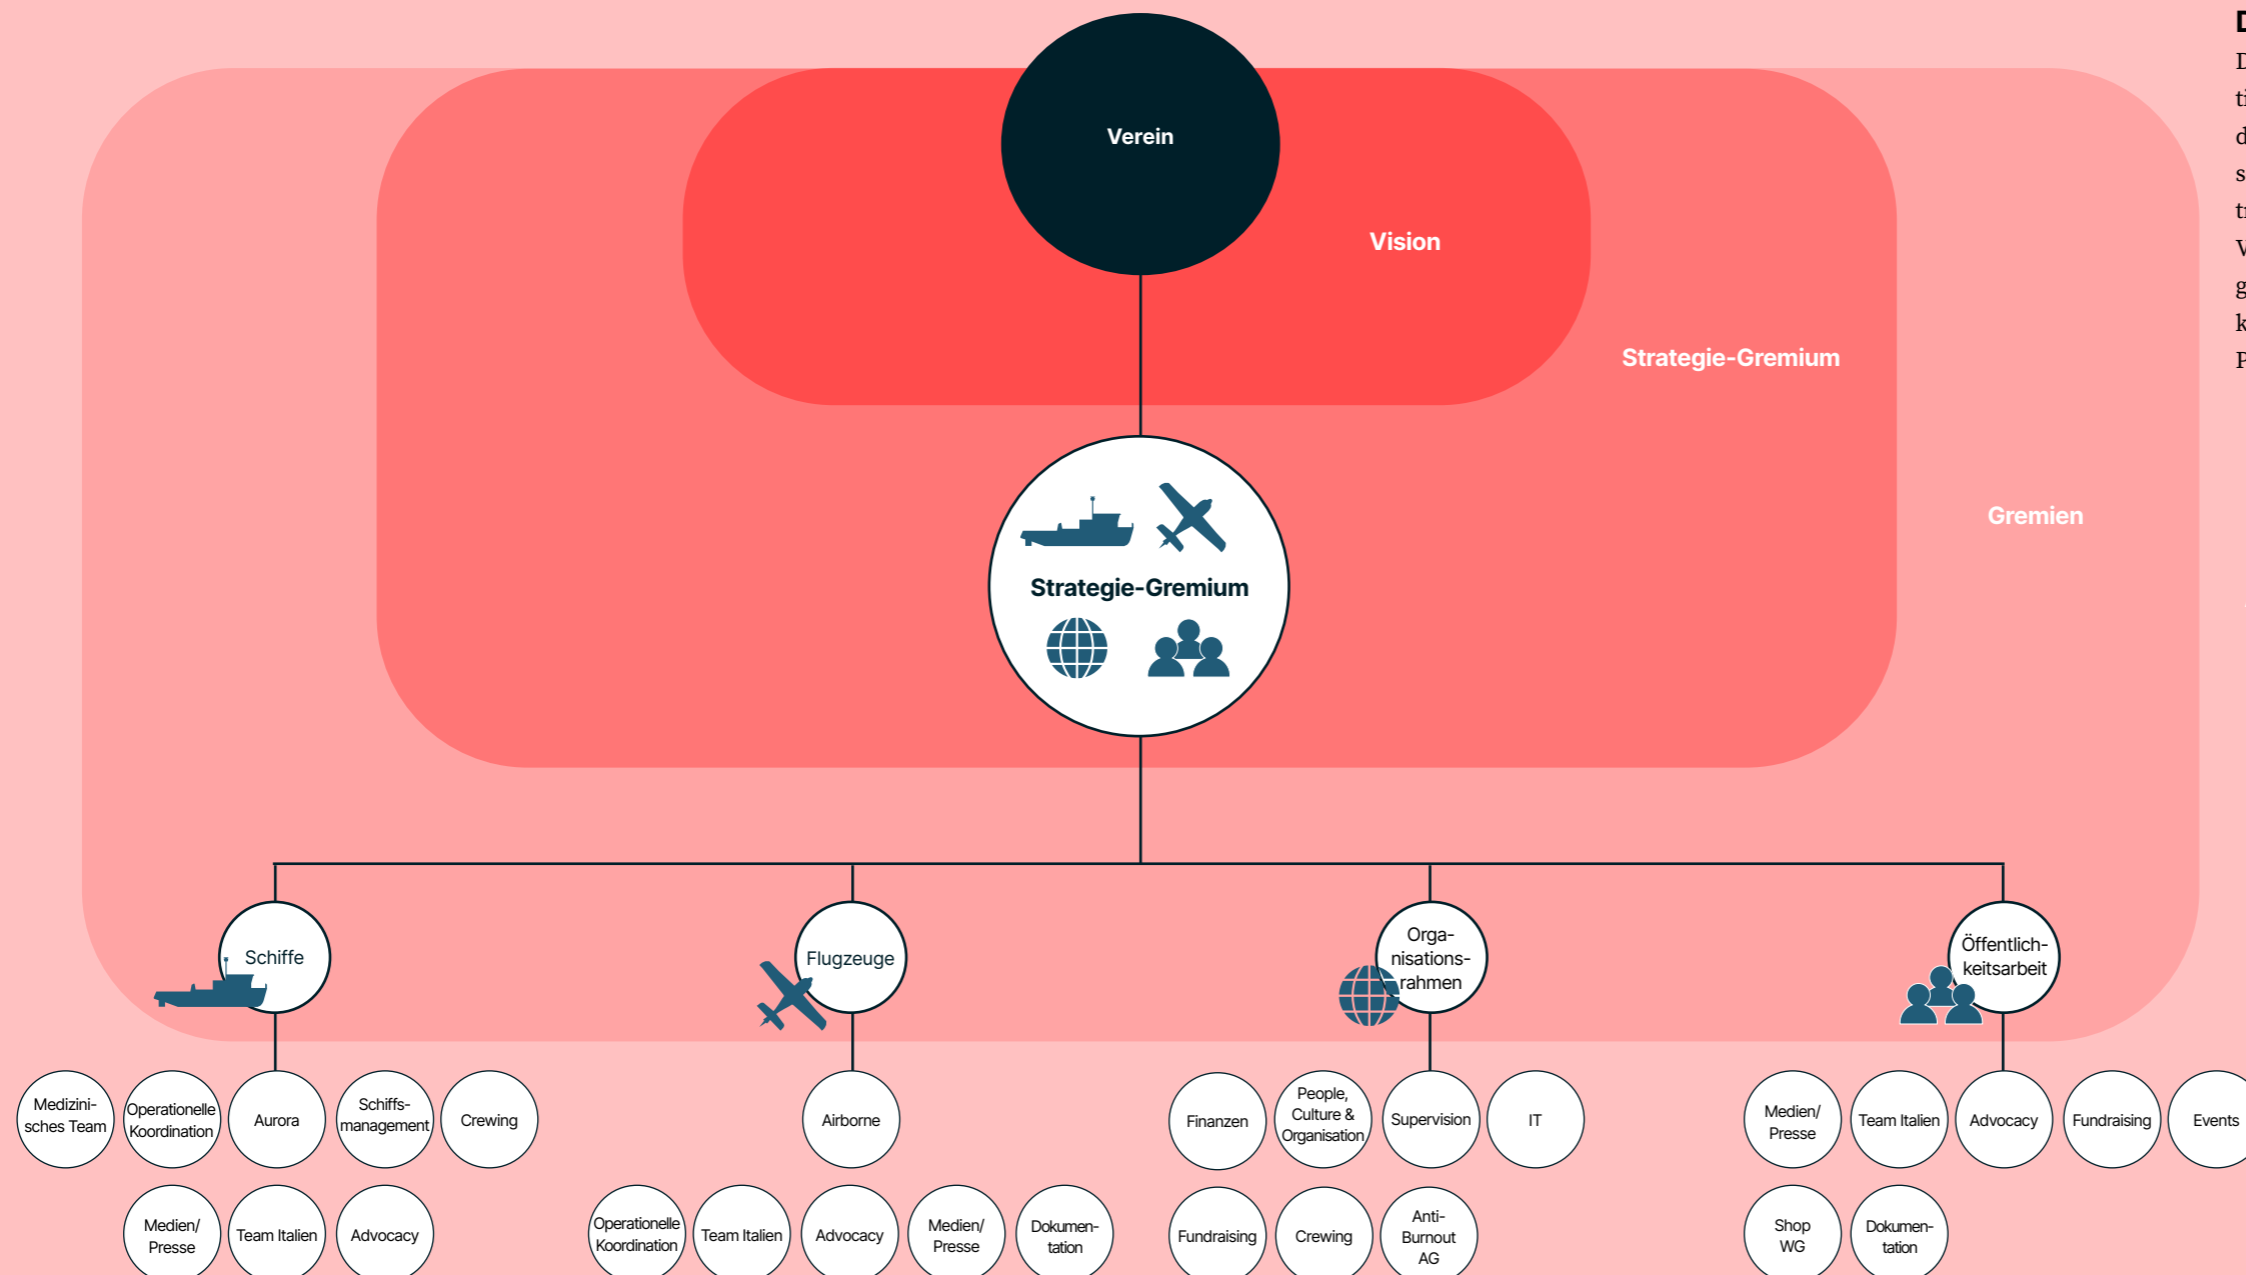 Verein
Vision
Strategie-Gremium
Gremien
Strategie-Gremium
Schiffe
Flugzeuge
Orga-
nisations-
rahmen
Öffentlich-
keitsarbeit
Medizini-
sches Team
Operationelle
Koordination
Aurora
Schiffs-
management
Crewing
Medien/
Presse
Team Italien
Advocacy
Airborne
Operationelle
Koordination
Team Italien
Advocacy
Medien/
Presse
Dokumen-
tation
Finanzen
People,
Culture &
Organisation
Supervision
IT
Fundraising
Crewing
Anti-
Burnout
AG
Medien/
Presse
Team Italien
Advocacy
Fundraising
Events
Shop
WG
Dokumen-
tation